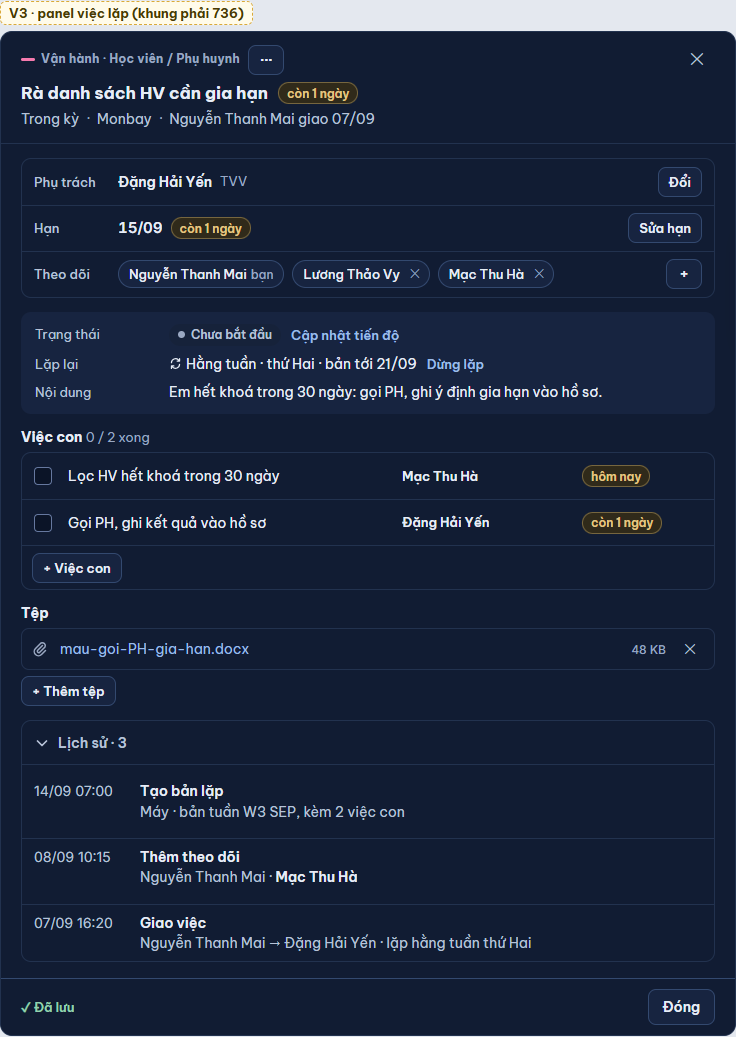 V3 · panel việc lặp (khung phải 736)
Vận hành · Học viên / Phụ huynh ···
Rà danh sách HV cần gia hạn còn 1 ngày
Trong kỳ · Monbay · Nguyễn Thanh Mai giao 07/09
Phụ trách Đặng Hải Yến TVV Đổi
Hạn 15/09 còn 1 ngày Sửa hạn
Theo dõi Nguyễn Thanh Mai bạn Lương Thảo Vy Mạc Thu Hà +
Trạng thái Chưa bắt đầu Cập nhật tiến độ
Lặp lại Hằng tuần · thứ Hai · bản tới 21/09 Dừng lặp
Nội dung Em hết khoá trong 30 ngày: gọi PH, ghi ý định gia hạn vào hồ sơ.
Việc con 0 / 2 xong
Lọc HV hết khoá trong 30 ngày Mạc Thu Hà hôm nay
Gọi PH, ghi kết quả vào hồ sơ Đặng Hải Yến còn 1 ngày
+ Việc con
Tệp
mau-goi-PH-gia-han.docx 48 KB
+ Thêm tệp
Lịch sử · 3
14/09 07:00 Tạo bản lặp
Máy · bản tuần W3 SEP, kèm 2 việc con
08/09 10:15 Thêm theo dõi
Nguyễn Thanh Mai · Mạc Thu Hà
07/09 16:20 Giao việc
Nguyễn Thanh Mai → Đặng Hải Yến · lặp hằng tuần thứ Hai
✓ Đã lưu Đóng